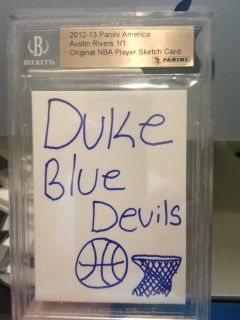 BECKETT
2012-13 Panini America
Austin Rivers 1/1
Original NBA Player Sketch Card
PANINI
Duke
Blue
Devils